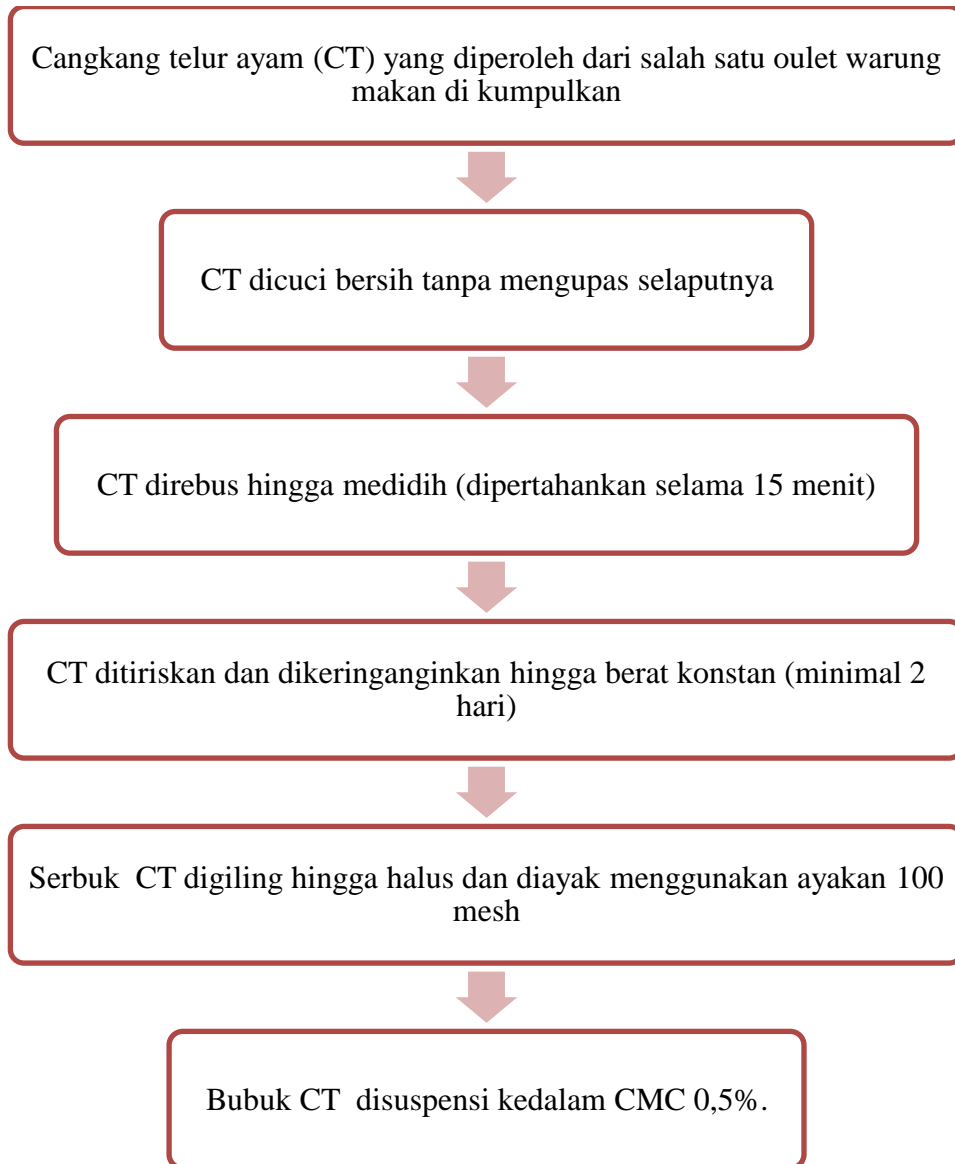 Cangkang telur ayam (CT) yang diperoleh dari salah satu oulet warung
makan di kumpulkan
CT dicuci bersih tanpa mengupas selaputnya
CT direbus hingga medidih (dipertahankan selama 15 menit)
CT ditiriskan dan dikeringanginkan hingga berat konstan (minimal 2
hari)
Serbuk CT digiling hingga halus dan diayak menggunakan ayakan 100
mesh
Bubuk CT disuspensi kedalam CMC 0,5%.